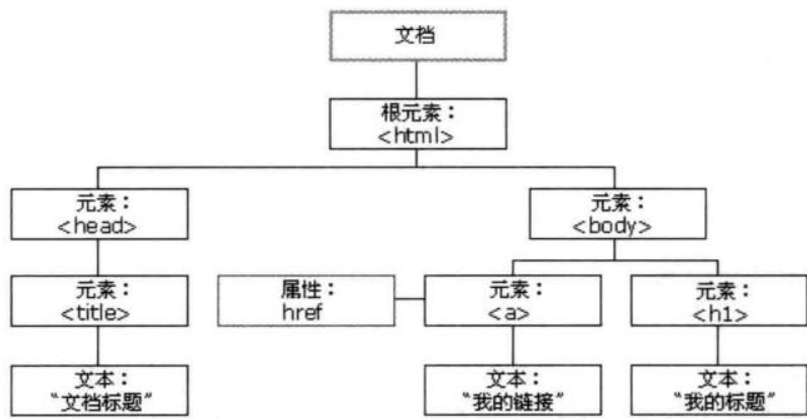 文档
根元素：
<html>
元素：
<head>
元素：
<body>
元素：
<title>
属性：
href
元素：
<a>
元素：
<h1>
文本：
“文档标题”
文本：
“我的链接”
文本：
“我的标题”